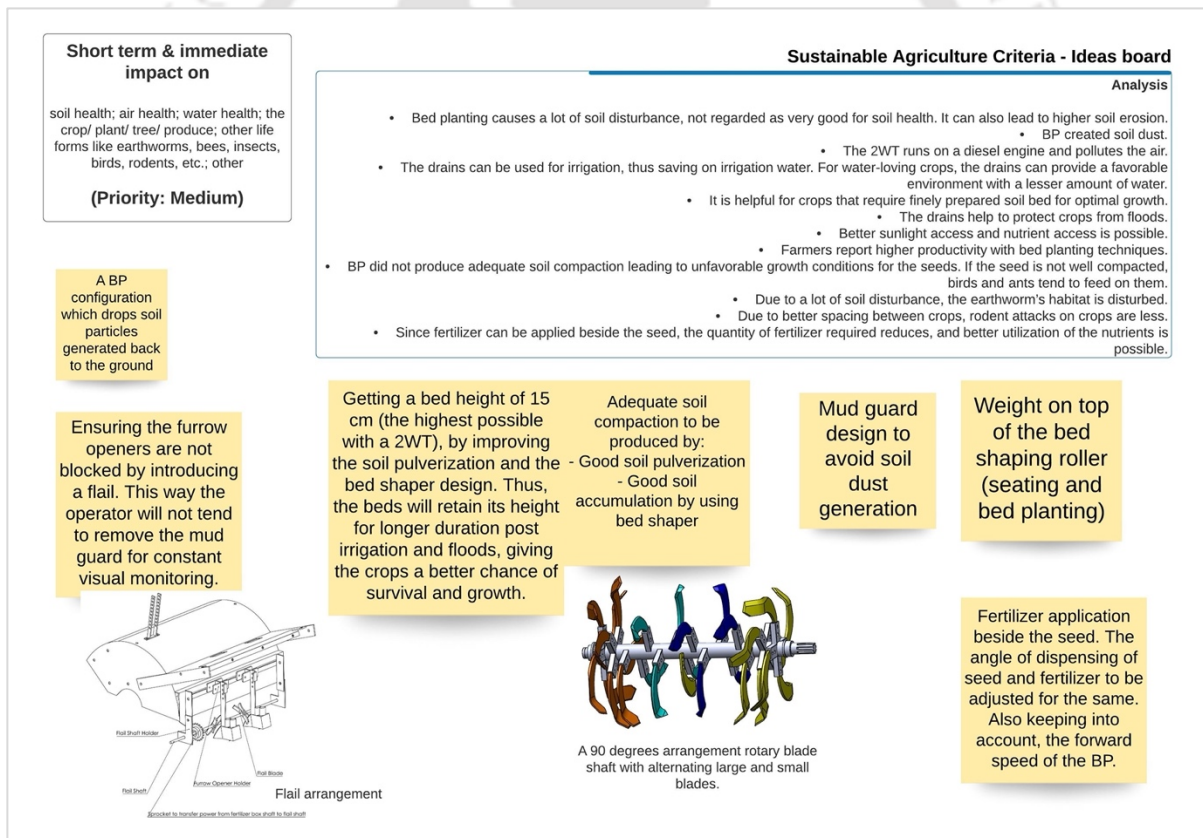 Short term & immediate
impact on
soil health; air health; water health; the
crop/ plant/ tree/ produce; other life
forms like earthworms, bees, insects,
birds, rodents, etc.; other
(Priority: Medium)
Sustainable Agriculture Criteria - Ideas board
Analysis
• Bed planting causes a lot of soil disturbance, not regarded as very good for soil health. It can also lead to higher soil erosion.
• BP created soil dust.
• The 2WT runs on a diesel engine and pollutes the air.
• The drains can be used for irrigation, thus saving on irrigation water. For water-loving crops, the drains can provide a favorable
environment with a lesser amount of water.
• It is helpful for crops that require finely prepared soil bed for optimal growth.
• The drains help to protect crops from floods.
• Better sunlight access and nutrient access is possible.
• Farmers report higher productivity with bed planting techniques.
• BP did not produce adequate soil compaction leading to unfavorable growth conditions for the seeds. If the seed is not well compacted,
birds and ants tend to feed on them.
• Due to a lot of soil disturbance, the earthworm's habitat is disturbed.
• Due to better spacing between crops, rodent attacks on crops are less.
• Since fertilizer can be applied beside the seed, the quantity of fertilizer required reduces, and better utilization of the nutrients is
possible.
A BP
configuration
which drops soil
particles
generated back
to the ground
Ensuring the furrow
openers are not
blocked by introducing
a flail. This way the
operator will not tend
to remove the mud
guard for constant
visual monitoring.
Getting a bed height of 15
cm (the highest possible
with a 2WT), by improving
the soil pulverization and the
bed shaper design. Thus,
the beds will retain its height
for longer duration post
irrigation and floods, giving
the crops a better chance of
survival and growth.
Adequate soil
compaction to be
produced by:
- Good soil pulverization
- Good soil
accumulation by using
bed shaper
Mud guard
design to
avoid soil
dust
generation
Weight on top
of the bed
shaping roller
(seating and
bed planting)
Fertilizer application
beside the seed. The
angle of dispensing of
seed and fertilizer to be
adjusted for the same.
Also keeping into
account, the forward
speed of the BP.
Flail Shaft Holder
Flail Blade
Furrow Opener Holder
Flail Shaft
Sprocket to transfer power from fertilizer box shaft to flail shaft
Flail arrangement
A 90 degrees arrangement rotary blade
shaft with alternating large and small
blades.